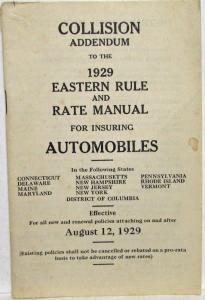 COLLISION
ADDENDUM
TO THE
1929
EASTERN RULE
AND
RATE MANUAL
FOR INSURING
AUTOMOBILES
In the Following States
CONNECTICUT MASSACHUSETTS PENNSYLVANIA
DELAWARE NEW HAMPSHIRE RHODE ISLAND
MAINE NEW JERSEY VERMONT
MARYLAND NEW YORK
DISTRICT OF COLUMBIA
Effective
For all new and renewal policies attaching on and after
August 12, 1929
(Existing policies shall not be cancelled or rebated on a pro-rata
basis to take advantage of new rates)